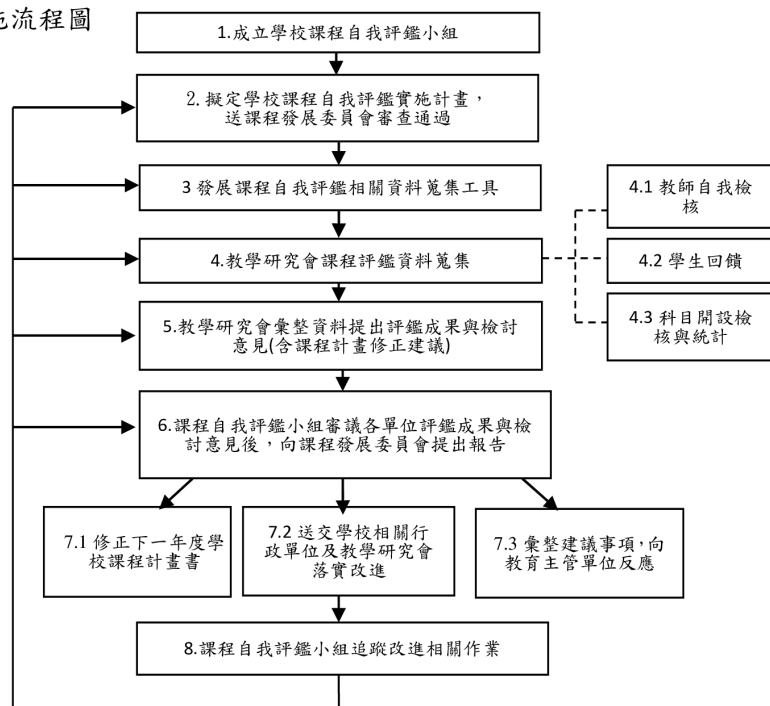 施流程圖
1.成立學校課程自我評鑑小組
2. 擬定學校課程自我評鑑實施計畫，
送課程發展委員會審查通過
3 發展課程自我評鑑相關資料蒐集工具
4.教學研究會課程評鑑資料蒐集
4.1 教師自我檢
核
4.2 學生回饋
4.3 科目開設檢
核與統計
5.教學研究會彙整資料提出評鑑成果與檢討
意見(含課程計畫修正建議)
6.課程自我評鑑小組審議各單位評鑑成果與檢
討意見後，向課程發展委員會提出報告
7.1 修正下一年度學
校課程計畫書
7.2 送交學校相關行
政單位及教學研究會
落實改進
7.3 彙整建議事項，向
教育主管單位反應
8.課程自我評鑑小組追蹤改進相關作業